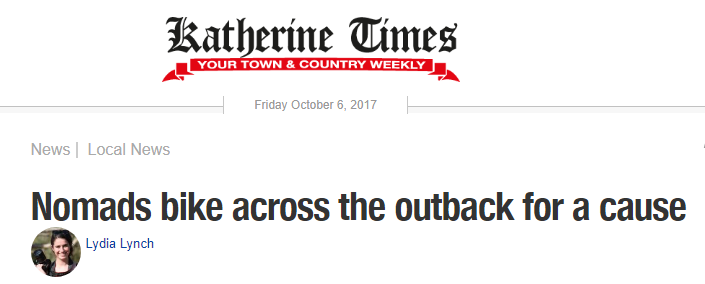 Katherine Times
YOUR TOWN & COUNTRY WEEKLY
Friday October 6, 2017
News | Local News
Nomads bike across the outback for a cause
Lydia Lynch